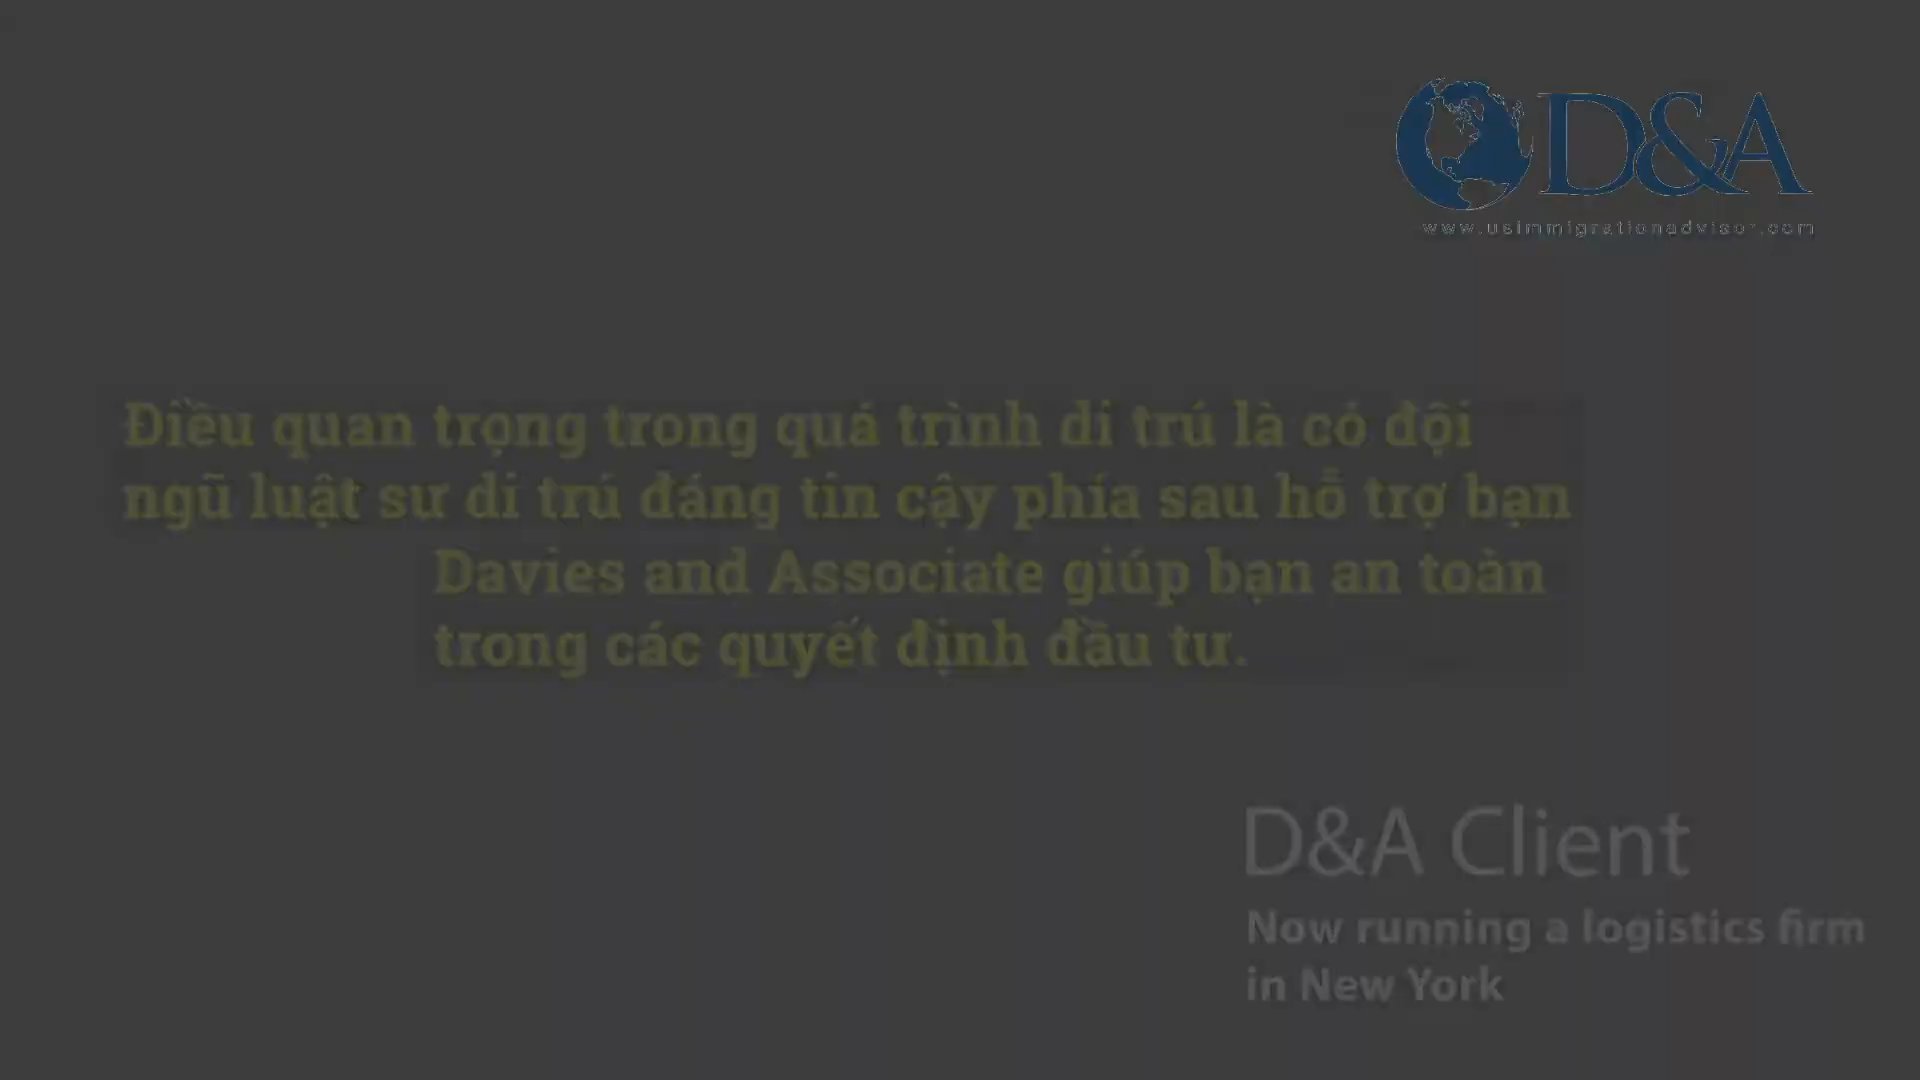 D&A
www.usimmigrationadvisor.com
Điều quan trọng trong quá trình di trú là có đội
ngũ luật sư di trú đáng tin cậy phía sau hỗ trợ bạn
Davies and Associate giúp bạn an toàn
trong các quyết định đầu tư.
D&A Client
Now running a logistics firm
in New York